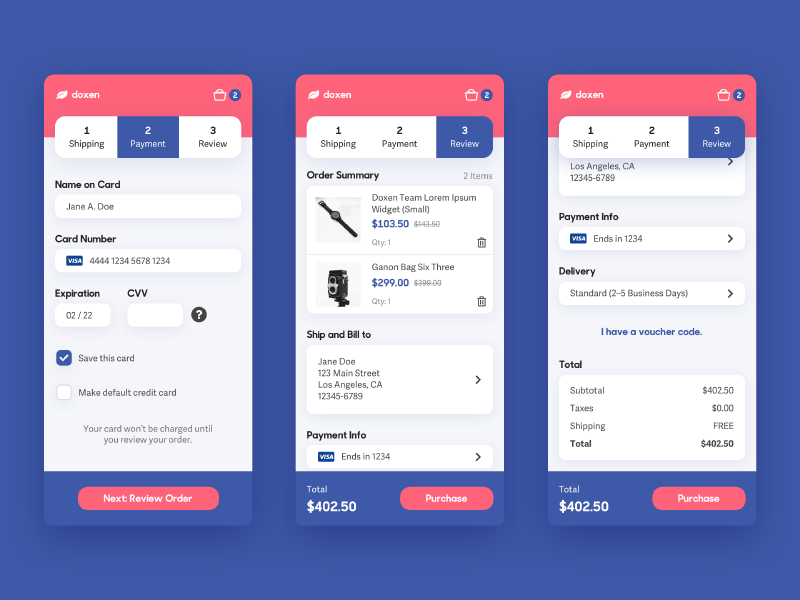 doxen
2
1
Shipping
2
Payment
3
Review
Name on Card
Jane A. Doe
Card Number
VISA 4444 1234 5678 1234
Expiration
CVV
02 / 22
?
Save this card
Make default credit card
Your card won't be charged until
you review your order.
Next: Review Order
doxen
2
1
Shipping
2
Payment
3
Review
Order Summary
2 Items
Doxen Team Lorem Ipsum
Widget (Small)
$103.50 $143.50
Qty: 1
Ganon Bag Six Three
$299.00 $399.00
Qty: 1
Ship and Bill to
Jane Doe
123 Main Street
Los Angeles, CA
12345-6789
Payment Info
VISA Ends in 1234
Total
$402.50
Purchase
doxen
2
1
Shipping
2
Payment
3
Review
Los Angeles, CA
12345-6789
Payment Info
VISA Ends in 1234
Delivery
Standard (2–5 Business Days)
I have a voucher code.
Total
Subtotal $402.50
Taxes $0.00
Shipping FREE
Total $402.50
Total
$402.50
Purchase